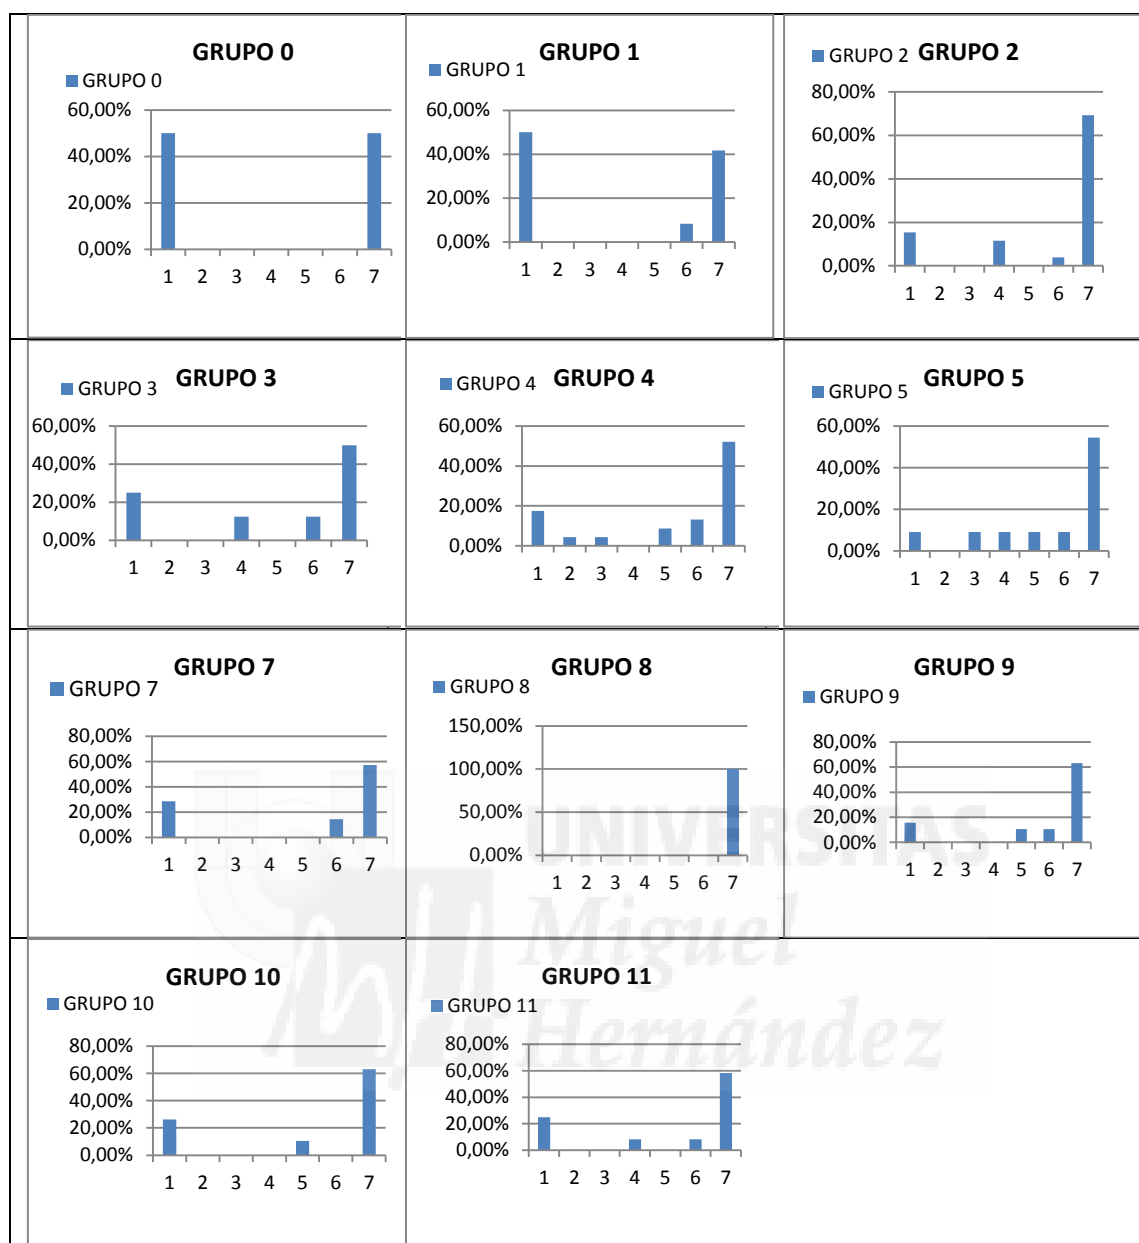 GRUPO 0
GRUPO 0
60,00%
40,00%
20,00%
0,00%
1 2 3 4 5 6 7
GRUPO 1
GRUPO 1
60,00%
40,00%
20,00%
0,00%
1 2 3 4 5 6 7
GRUPO 2 GRUPO 2
80,00%
60,00%
40,00%
20,00%
0,00%
1 2 3 4 5 6 7
GRUPO 3
GRUPO 3
60,00%
40,00%
20,00%
0,00%
1 2 3 4 5 6 7
GRUPO 4
GRUPO 4
60,00%
40,00%
20,00%
0,00%
1 2 3 4 5 6 7
GRUPO 5
GRUPO 5
60,00%
40,00%
20,00%
0,00%
1 2 3 4 5 6 7
GRUPO 7
GRUPO 7
80,00%
60,00%
40,00%
20,00%
0,00%
1 2 3 4 5 6 7
GRUPO 8
GRUPO 8
150,00%
100,00%
50,00%
0,00%
1 2 3 4 5 6 7
GRUPO 9
GRUPO 9
80,00%
60,00%
40,00%
20,00%
0,00%
1 2 3 4 5 6 7
GRUPO 10
GRUPO 10
80,00%
60,00%
40,00%
20,00%
0,00%
1 2 3 4 5 6 7
GRUPO 11
GRUPO 11
80,00%
60,00%
40,00%
20,00%
0,00%
1 2 3 4 5 6 7
UNIVERSITAS
Miguel
Hernández